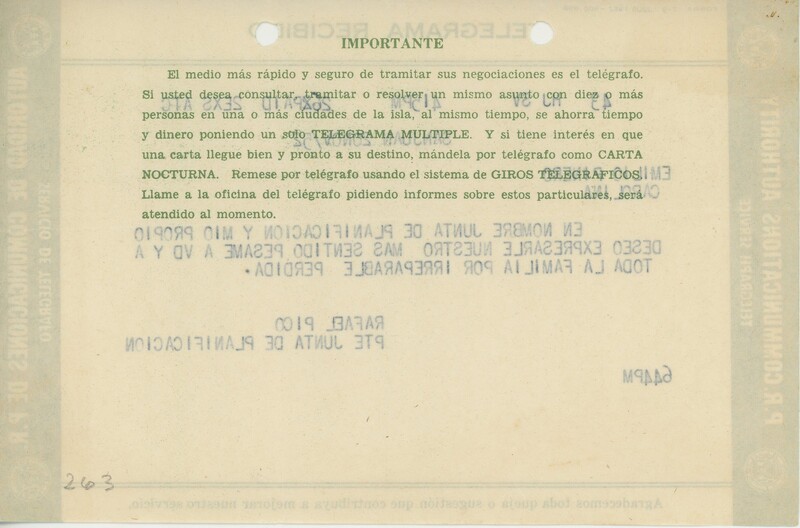 IMPORTANTE
El medio más rápido y seguro de tramitar sus negociaciones es el telégrafo.
Si usted desea consultar, tramitar o resolver un mismo asunto con diez o más
personas en una o más ciudades de la isla, al mismo tiempo, se ahorra tiempo
y dinero poniendo un solo TELEGRAMA MULTIPLE. Y si tiene interés en que
una carta llegue bien y pronto a su destino, mándela por telégrafo como CARTA
NOCTURNA. Remese por telégrafo usando el sistema de GIROS TELEGRAFICOS.
Llame a la oficina del telégrafo pidiendo informes sobre estos particulares, será
atendido al momento.
EN NOMBRE JUNTA DE PLANIFICACION Y MIO PROPIO
DESEO EXPRESARLE NUESTRO MAS SENTIDO PESAME A VD Y A
TODA LA FAMILIA POR IRREPARABLE PERDIDA.
RAFAEL PICO
PTE JUNTA DE PLANIFICACION
644PM
263
Agradecemos toda queja o sugestión que contribuya a mejorar nuestro servicio.